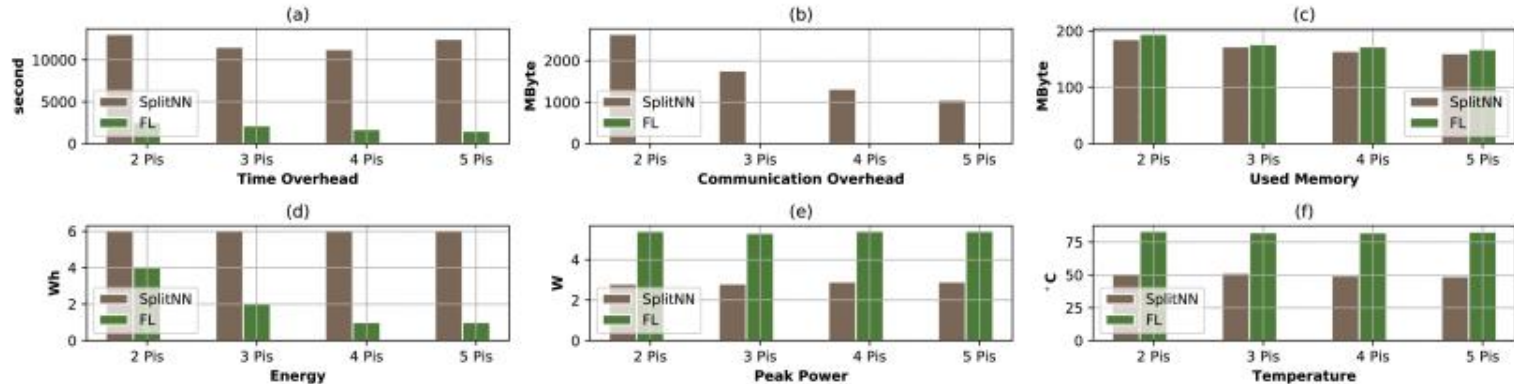 (a)
second
10000
5000
0
SplitNN
FL
2 Pis
3 Pis
4 Pis
5 Pis
Time Overhead
(b)
MByte
2000
1000
0
SplitNN
FL
2 Pis
3 Pis
4 Pis
5 Pis
Communication Overhead
(c)
MByte
200
100
0
SplitNN
FL
2 Pis
3 Pis
4 Pis
5 Pis
Used Memory
(d)
Wh
6
4
2
0
SplitNN
FL
2 Pis
3 Pis
4 Pis
5 Pis
Energy
(e)
W
4
2
0
SplitNN
FL
2 Pis
3 Pis
4 Pis
5 Pis
Peak Power
(f)
°C
75
50
25
0
SplitNN
FL
2 Pis
3 Pis
4 Pis
5 Pis
Temperature